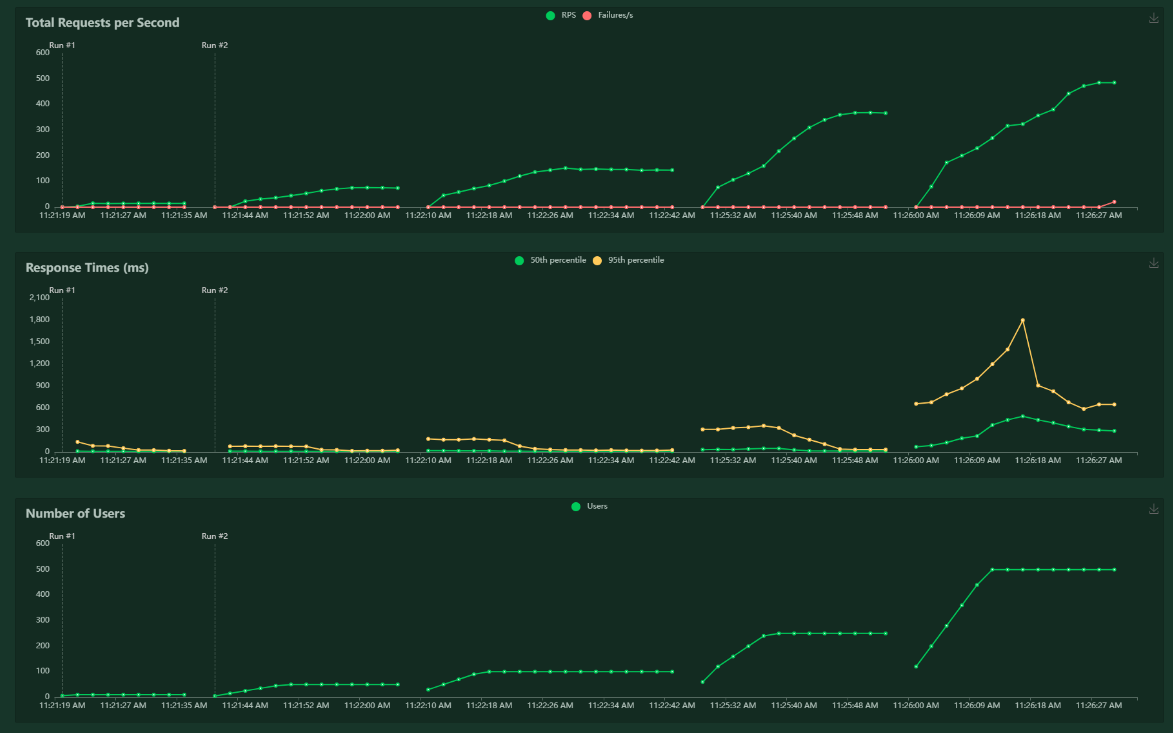 Total Requests per Second
RPS Failures/s
Run #1 Run #2
600
500
400
300
200
100
0
11:21:19 AM 11:21:27 AM 11:21:35 AM 11:21:44 AM 11:21:52 AM 11:22:00 AM 11:22:10 AM 11:22:18 AM 11:22:26 AM 11:22:34 AM 11:22:42 AM 11:25:32 AM 11:25:40 AM 11:25:48 AM 11:26:00 AM 11:26:09 AM 11:26:18 AM 11:26:27 AM
Response Times (ms)
50th percentile 95th percentile
Run #1 Run #2
2,100
1,800
1,500
1,200
900
600
300
0
11:21:19 AM 11:21:27 AM 11:21:35 AM 11:21:44 AM 11:21:52 AM 11:22:00 AM 11:22:10 AM 11:22:18 AM 11:22:26 AM 11:22:34 AM 11:22:42 AM 11:25:32 AM 11:25:40 AM 11:25:48 AM 11:26:00 AM 11:26:09 AM 11:26:18 AM 11:26:27 AM
Number of Users
Users
Run #1 Run #2
600
500
400
300
200
100
0
11:21:19 AM 11:21:27 AM 11:21:35 AM 11:21:44 AM 11:21:52 AM 11:22:00 AM 11:22:10 AM 11:22:18 AM 11:22:26 AM 11:22:34 AM 11:22:42 AM 11:25:32 AM 11:25:40 AM 11:25:48 AM 11:26:00 AM 11:26:09 AM 11:26:18 AM 11:26:27 AM